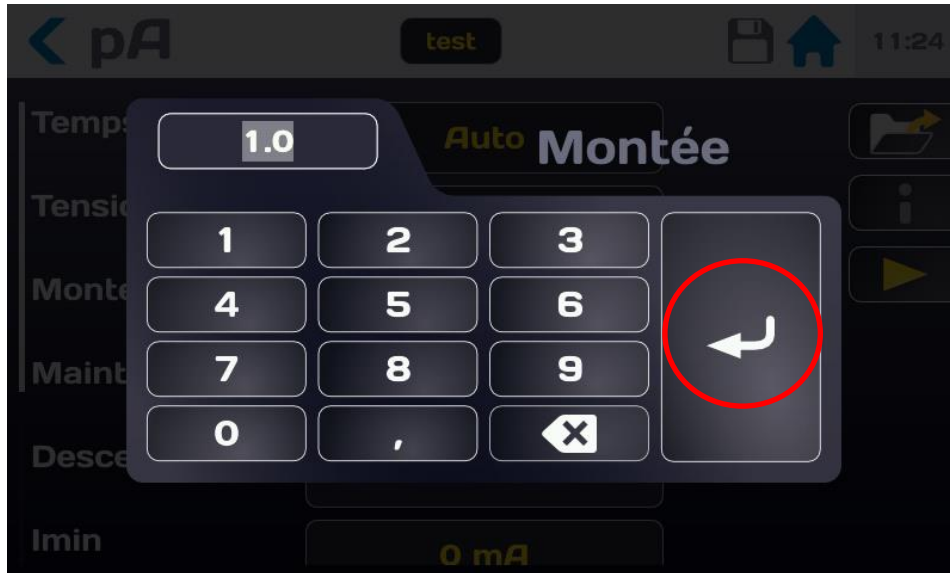 pA test 11:24
Temps Auto Montée
1.0
Tensio
1 2 3
Monté
4 5 6
Maint
7 8 9
0 ,
Desce
Imin 0 mA